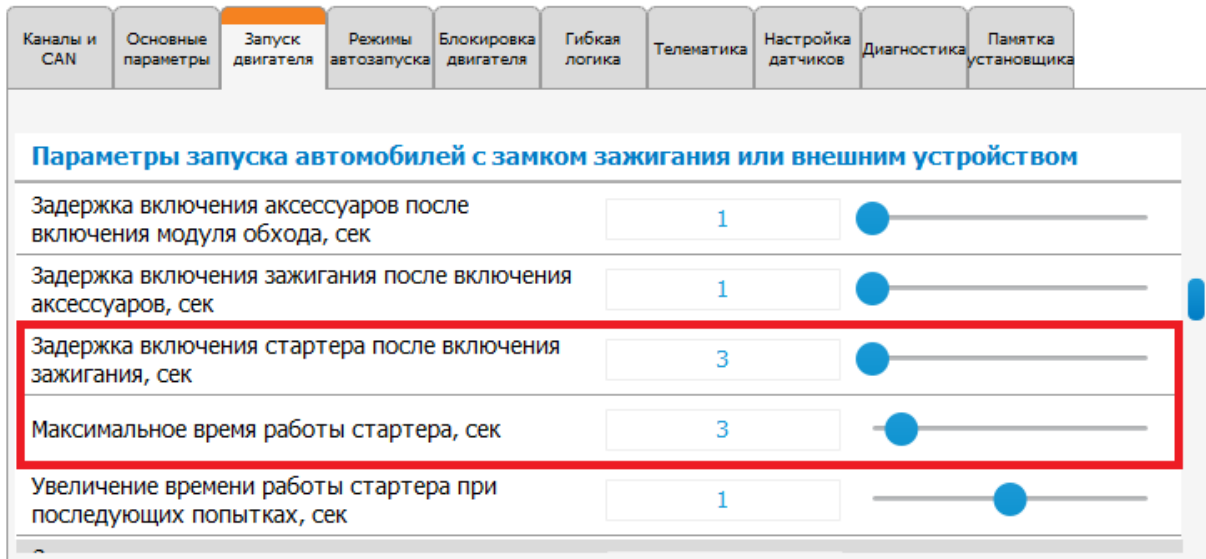 Каналы и CAN
Основные параметры
Запуск двигателя
Режимы автозапуска
Блокировка двигателя
Гибкая логика
Телематика
Настройка датчиков
Диагностика
Памятка установщика
Параметры запуска автомобилей с замком зажигания или внешним устройством
Задержка включения аксессуаров после
включения модуля обхода, сек
1
Задержка включения зажигания после включения
аксессуаров, сек
1
Задержка включения стартера после включения
зажигания, сек
3
Максимальное время работы стартера, сек
3
Увеличение времени работы стартера при
последующих попытках, сек
1